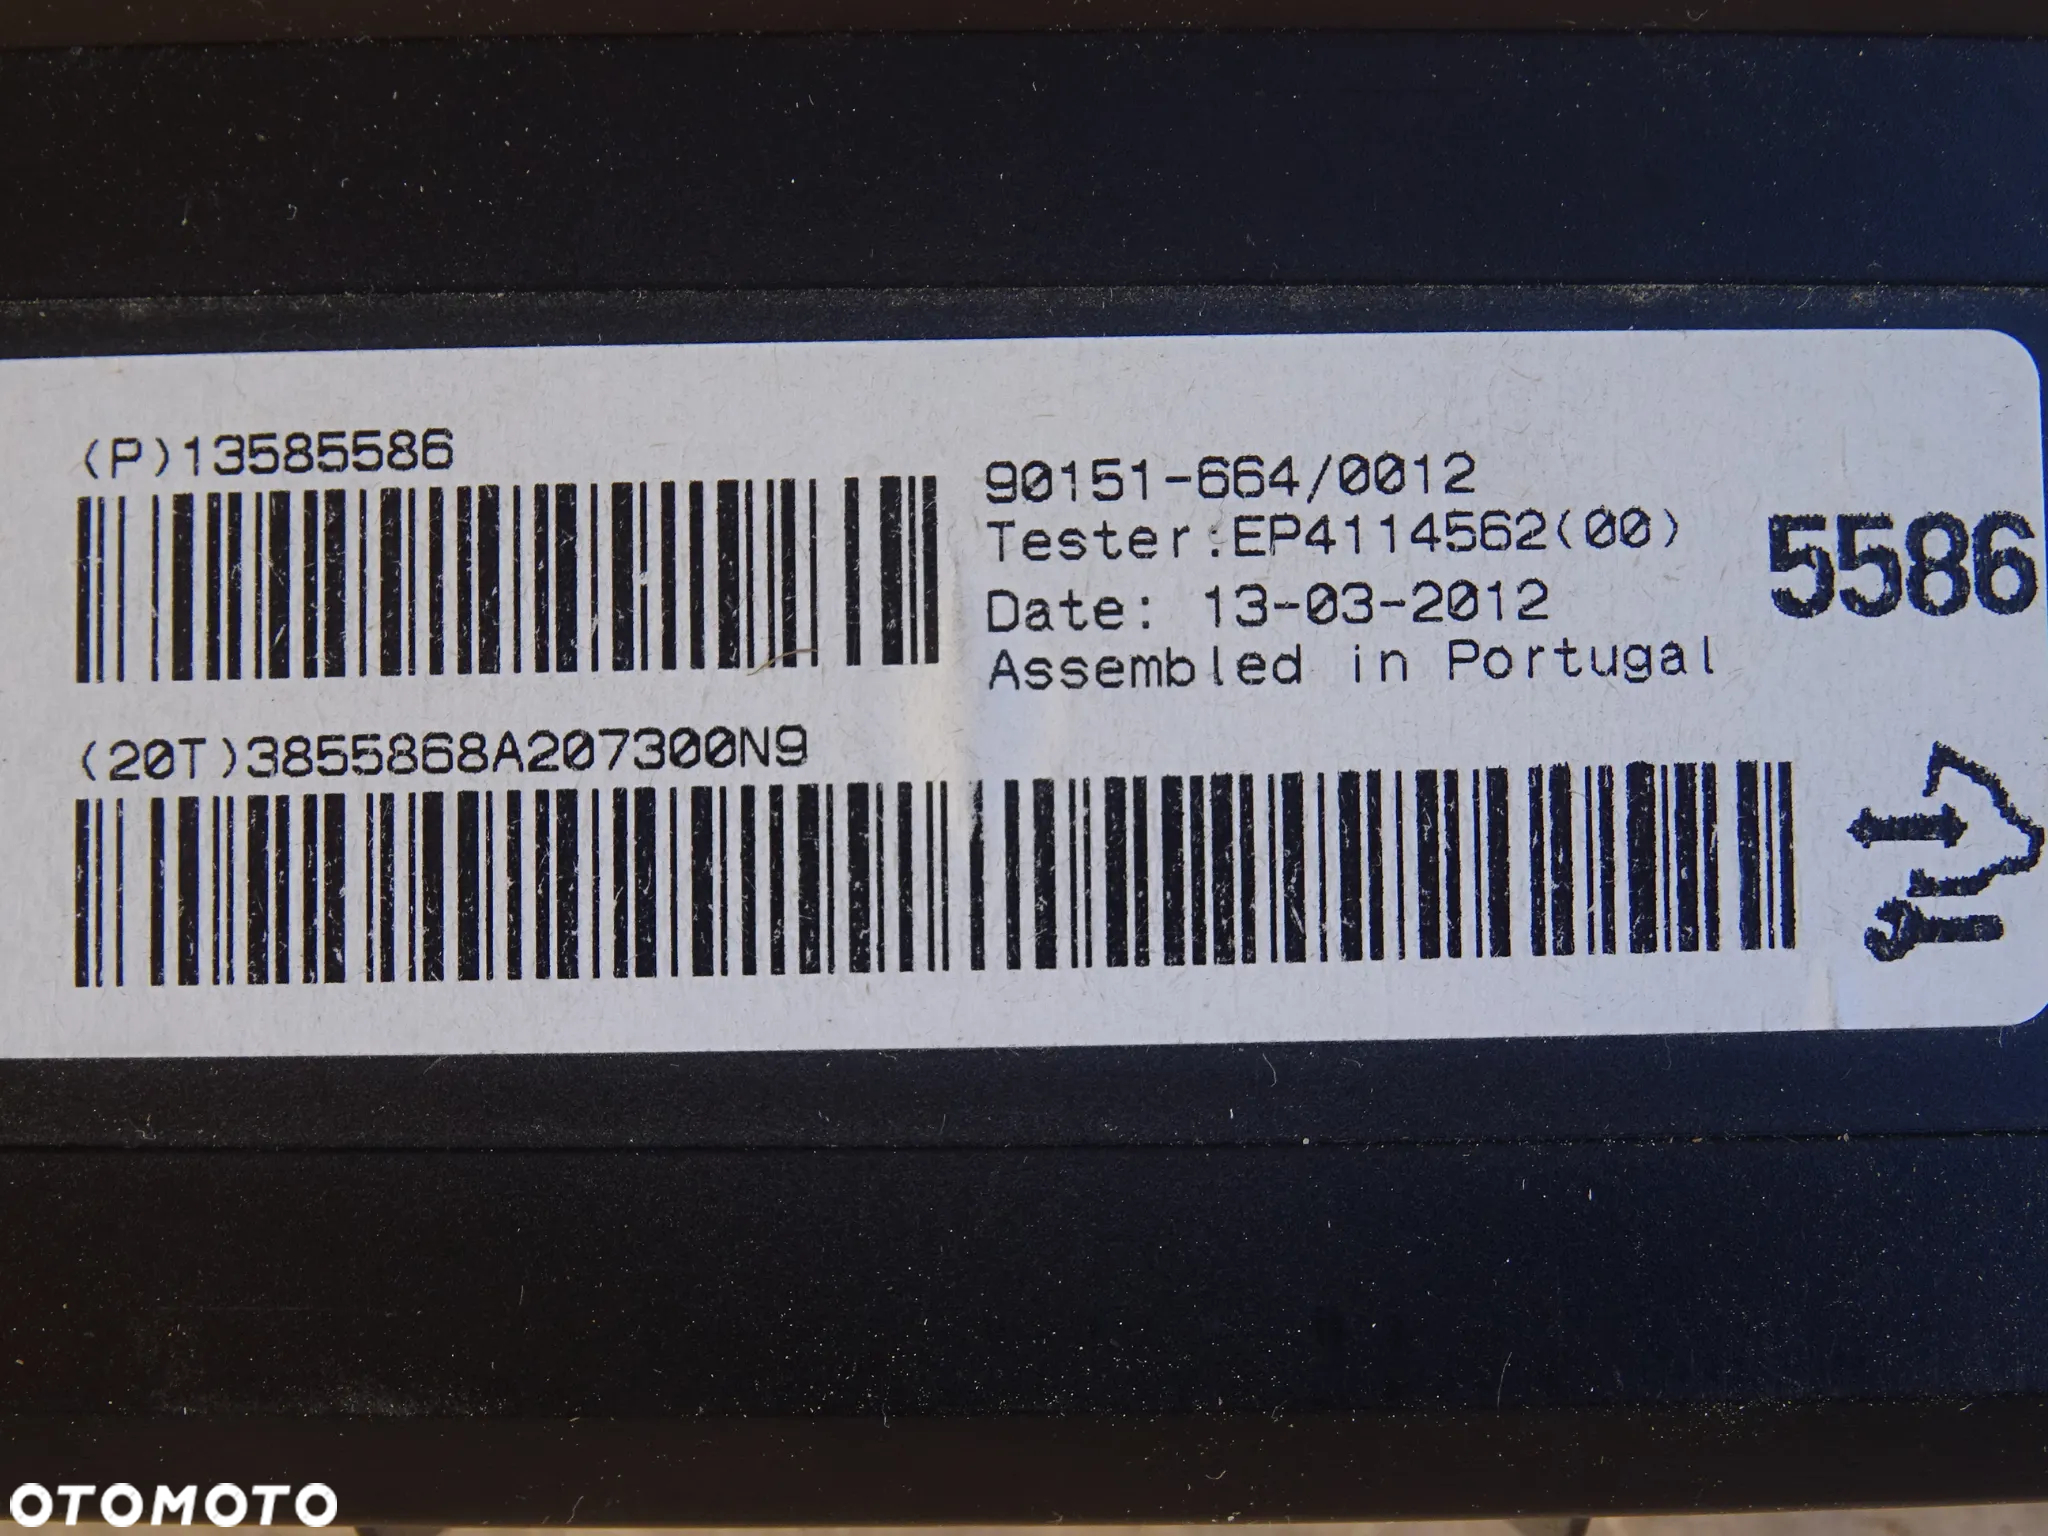 (P)13585586
90151-664/0012
Tester:EP4114562(00)
Date: 13-03-2012
Assembled in Portugal
5586
(20T)3855868A207300N9
OTOMOTO